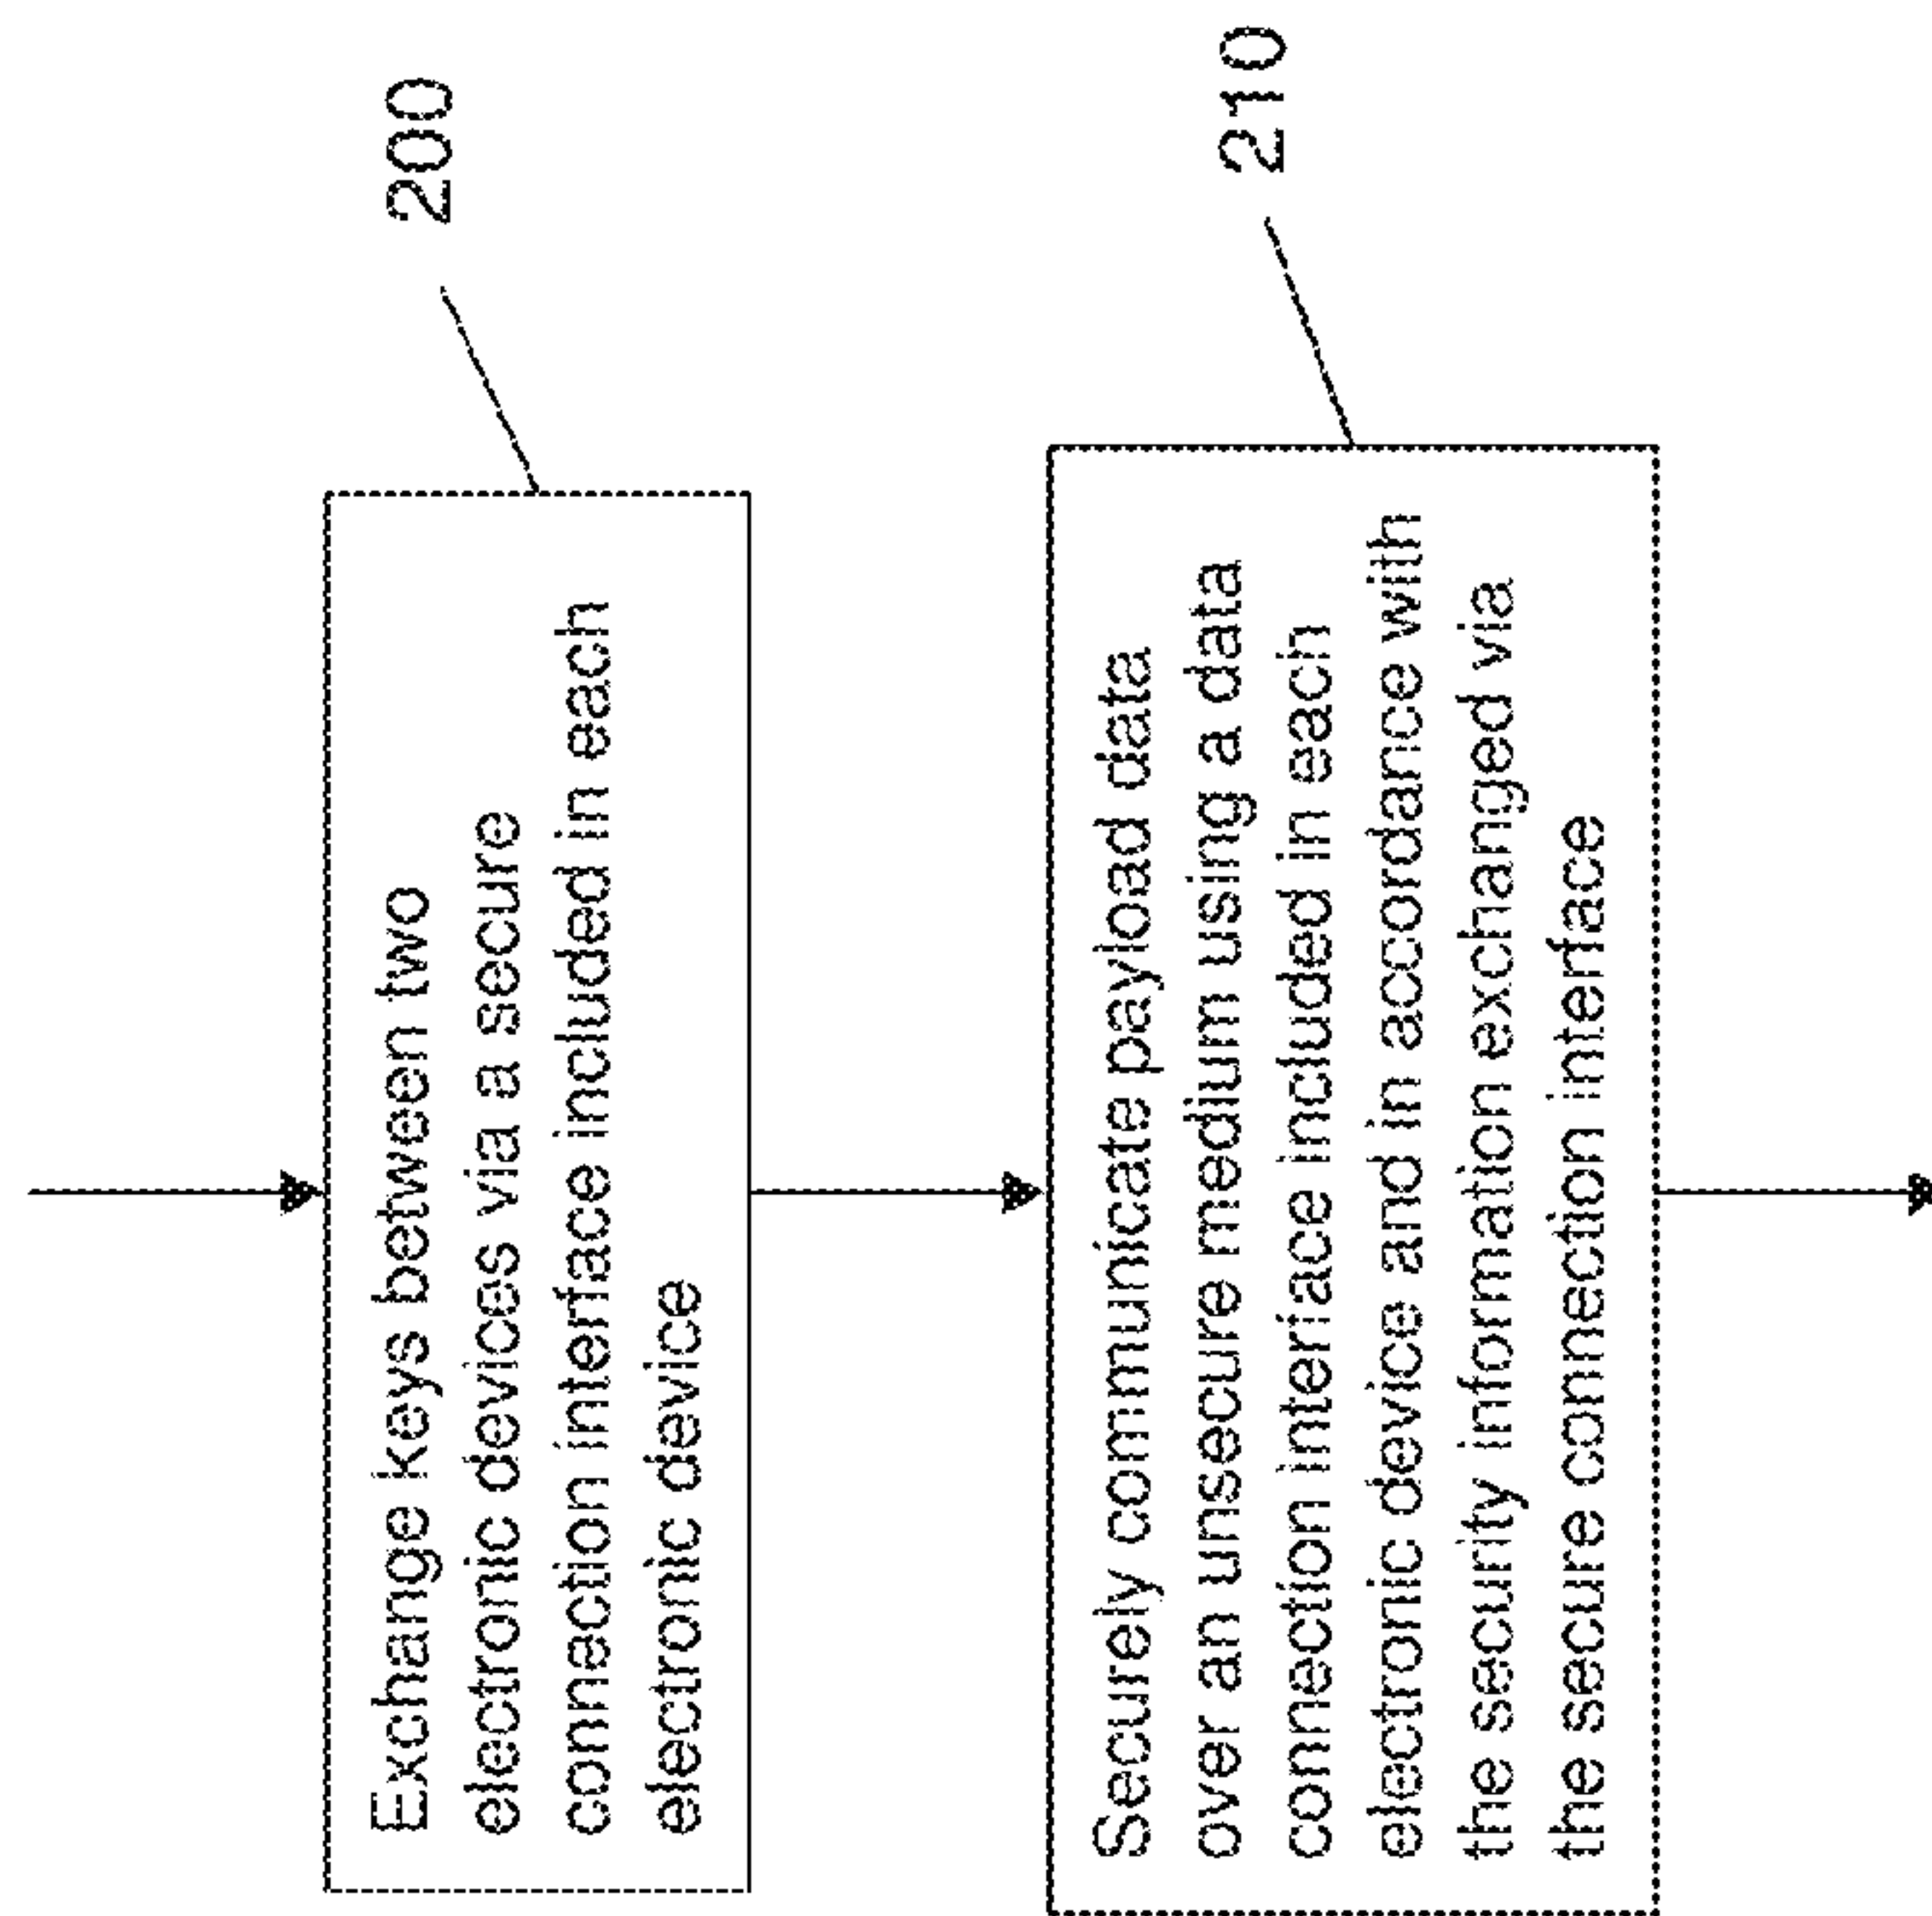 Exchange keys between two
electronic devices via a secure
connection interface included in each
electronic device
200
Securely communicate payload data
over an unsecure medium using a data
connection interface included in each
electronic device and in accordance with
the security information exchanged via
the secure connection interface
210